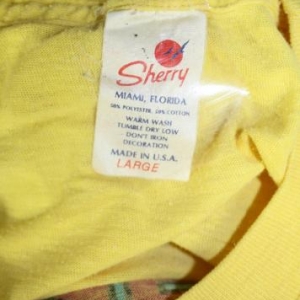 Sherry
MIAMI, FLORIDA
50% POLYESTER 50% COTTON
WARM WASH
TUMBLE DRY LOW
DON'T IRON
DECORATION
MADE IN U.S.A.
LARGE